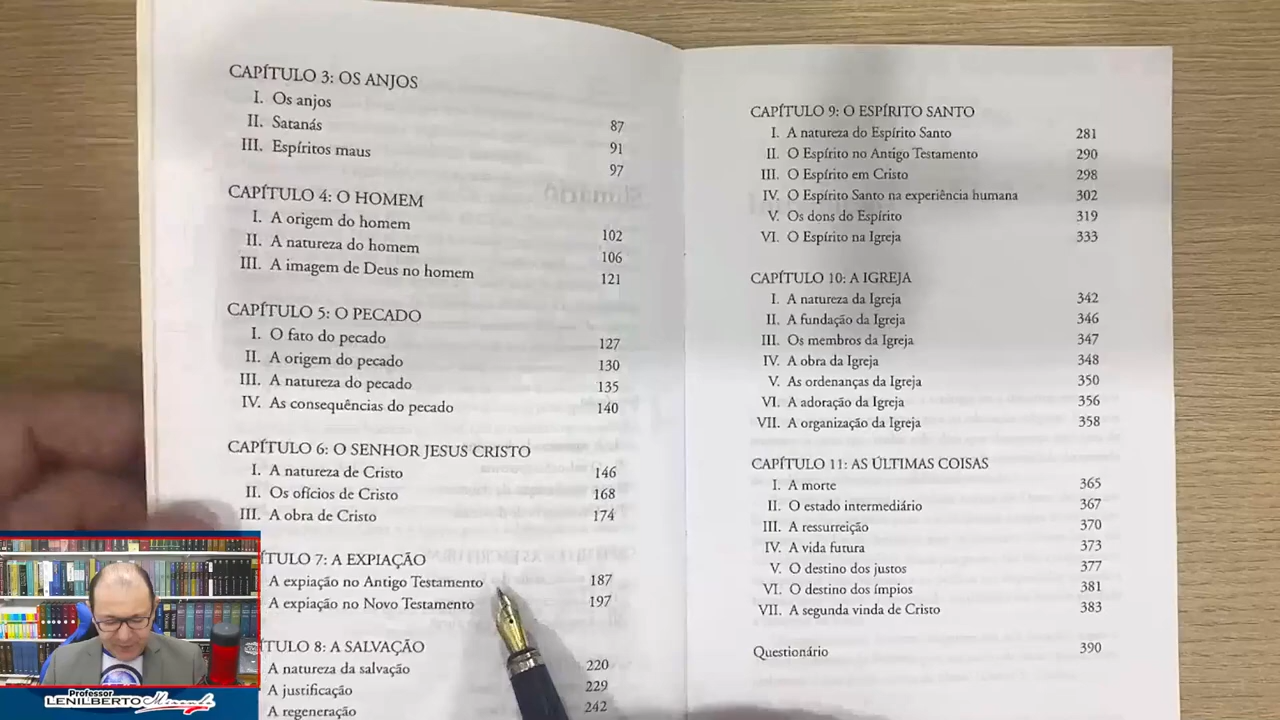 CAPÍTULO 3: OS ANJOS
I. Os anjos 87
II. Satanás 91
III. Espíritos maus 97
CAPÍTULO 4: O HOMEM
I. A origem do homem 102
II. A natureza do homem 106
III. A imagem de Deus no homem 121
CAPÍTULO 5: O PECADO
I. O fato do pecado 127
II. A origem do pecado 130
III. A natureza do pecado 135
IV. As consequências do pecado 140
CAPÍTULO 6: O SENHOR JESUS CRISTO
I. A natureza de Cristo 146
II. Os ofícios de Cristo 168
III. A obra de Cristo 174
ÍTULO 7: A EXPIAÇÃO
A expiação no Antigo Testamento 187
A expiação no Novo Testamento 197
ÍTULO 8: A SALVAÇÃO
A natureza da salvação 220
A justificação 229
A regeneração 242
CAPÍTULO 9: O ESPÍRITO SANTO
I. A natureza do Espírito Santo 281
II. O Espírito no Antigo Testamento 290
III. O Espírito em Cristo 298
IV. O Espírito Santo na experiência humana 302
V. Os dons do Espírito 319
VI. O Espírito na Igreja 333
CAPÍTULO 10: A IGREJA
I. A natureza da Igreja 342
II. A fundação da Igreja 346
III. Os membros da Igreja 347
IV. A obra da Igreja 348
V. As ordenanças da Igreja 350
VI. A adoração da Igreja 356
VII. A organização da Igreja 358
CAPÍTULO 11: AS ÚLTIMAS COISAS
I. A morte 365
II. O estado intermediário 367
III. A ressurreição 370
IV. A vida futura 373
V. O destino dos justos 377
VI. O destino dos ímpios 381
VII. A segunda vinda de Cristo 383
Questionário 390
Professor
LENILBERTO Miranda